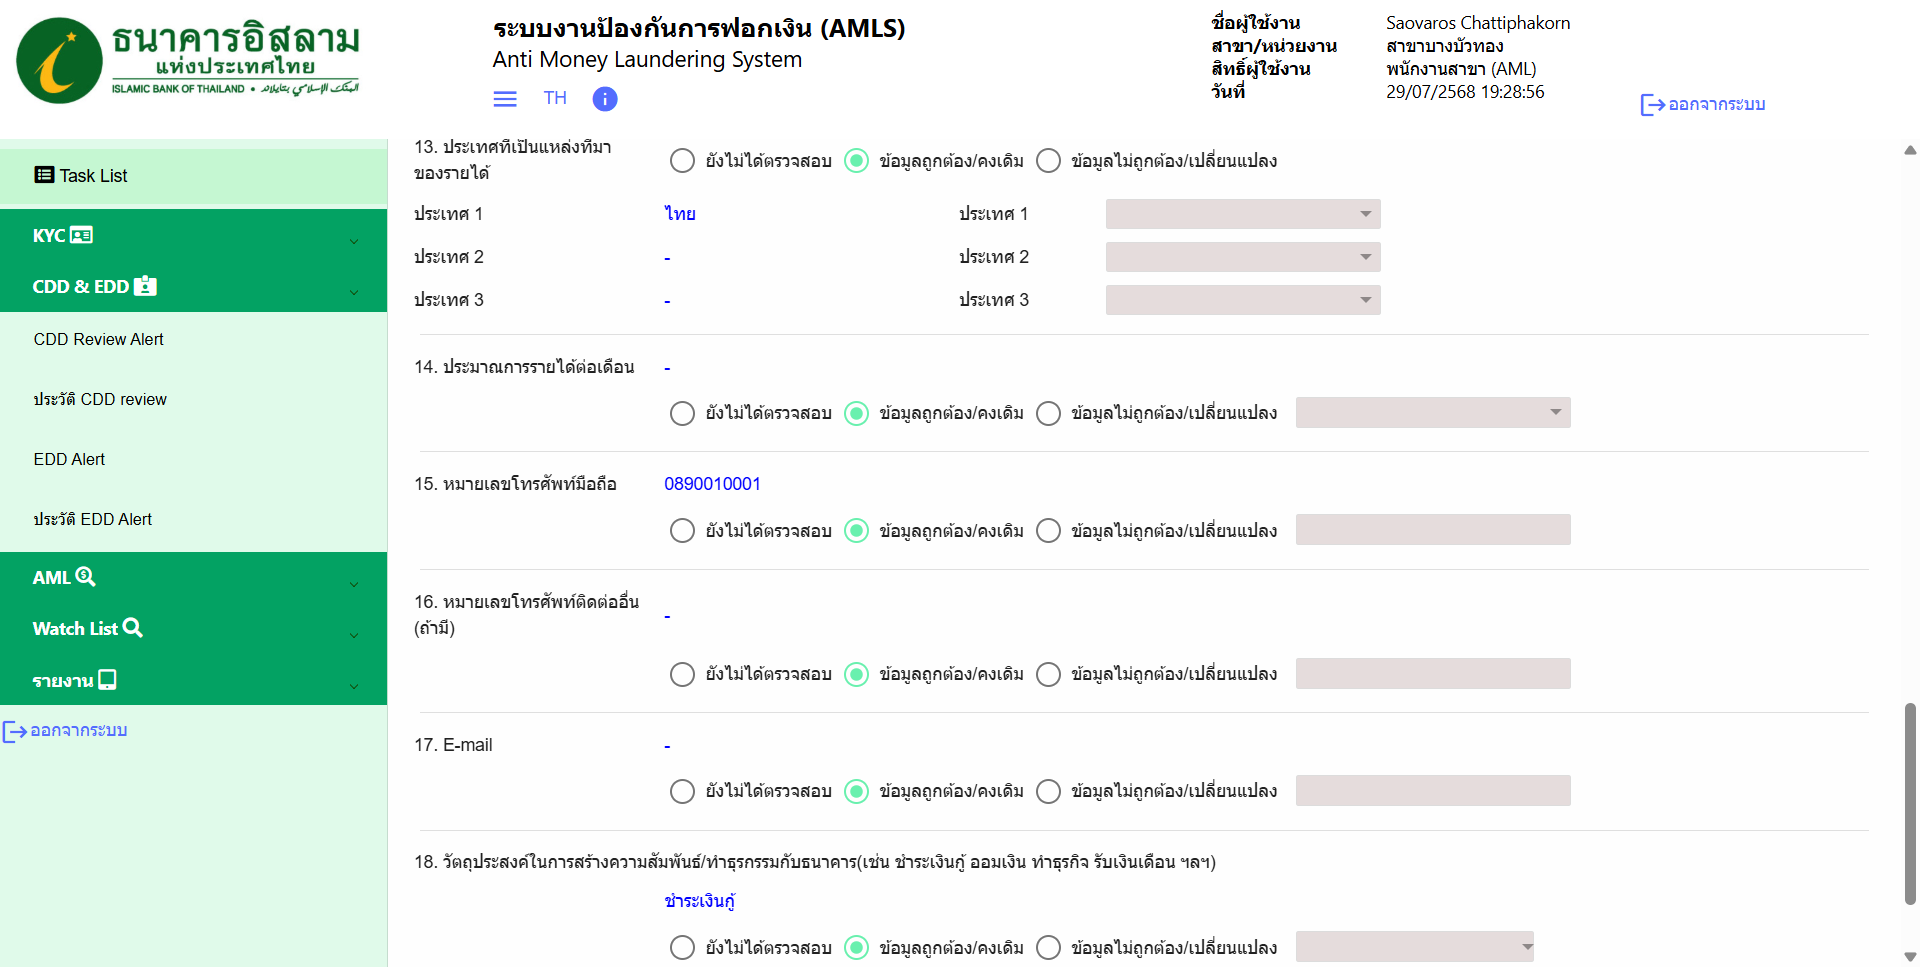 ธนาคารอิสลาม
แห่งประเทศไทย
ISLAMIC BANK OF THAILAND •
ระบบงานป้องกันการฟอกเงิน (AMLS)
Anti Money Laundering System
TH
ชื่อผู้ใช้งาน Saovaros Chattiphakorn
สาขา/หน่วยงาน สาขาบางบัวทอง
สิทธิ์ผู้ใช้งาน พนักงานสาขา (AML)
วันที่ 29/07/2568 19:28:56
ออกจากระบบ
Task List
KYC
CDD & EDD
CDD Review Alert
ประวัติ CDD review
EDD Alert
ประวัติ EDD Alert
AML
Watch List
รายงาน
ออกจากระบบ
13. ประเทศที่เป็นแหล่งที่มา
ของรายได้
ยังไม่ได้ตรวจสอบ ข้อมูลถูกต้อง/คงเดิม ข้อมูลไม่ถูกต้อง/เปลี่ยนแปลง
ประเทศ 1 ไทย ประเทศ 1
ประเทศ 2 - ประเทศ 2
ประเทศ 3 - ประเทศ 3
14. ประมาณการรายได้ต่อเดือน -
ยังไม่ได้ตรวจสอบ ข้อมูลถูกต้อง/คงเดิม ข้อมูลไม่ถูกต้อง/เปลี่ยนแปลง
15. หมายเลขโทรศัพท์มือถือ 0890010001
ยังไม่ได้ตรวจสอบ ข้อมูลถูกต้อง/คงเดิม ข้อมูลไม่ถูกต้อง/เปลี่ยนแปลง
16. หมายเลขโทรศัพท์ติดต่ออื่น
(ถ้ามี) -
ยังไม่ได้ตรวจสอบ ข้อมูลถูกต้อง/คงเดิม ข้อมูลไม่ถูกต้อง/เปลี่ยนแปลง
17. E-mail -
ยังไม่ได้ตรวจสอบ ข้อมูลถูกต้อง/คงเดิม ข้อมูลไม่ถูกต้อง/เปลี่ยนแปลง
18. วัตถุประสงค์ในการสร้างความสัมพันธ์/ทำธุรกรรมกับธนาคาร(เช่น ชำระเงินกู้ ออมเงิน ทำธุรกิจ รับเงินเดือน ฯลฯ)
ชำระเงินกู้
ยังไม่ได้ตรวจสอบ ข้อมูลถูกต้อง/คงเดิม ข้อมูลไม่ถูกต้อง/เปลี่ยนแปลง